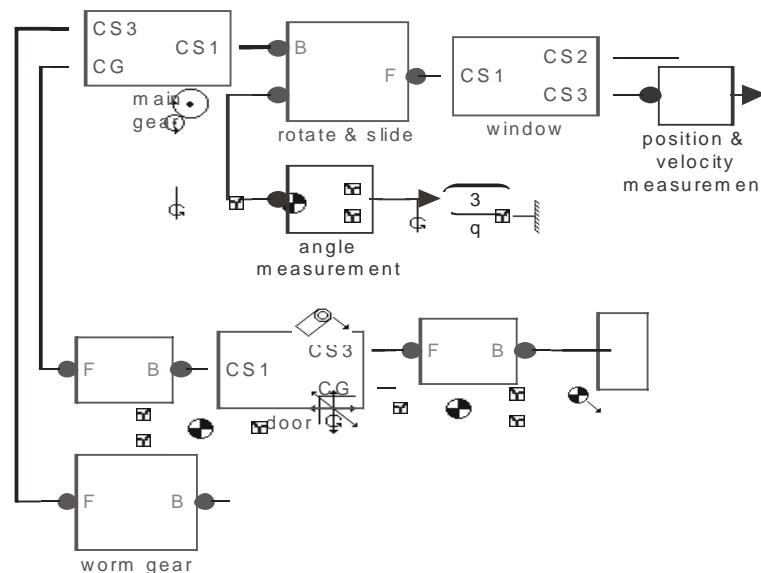 CS3
CG
CS1
main
gear
B
F
rotate & slide
CS1
CS2
CS3
window
position &
velocity
measuremen
angle
measurement
3
q
F
B
CS1
CS3
CG
door
F
B
F
B
worm gear